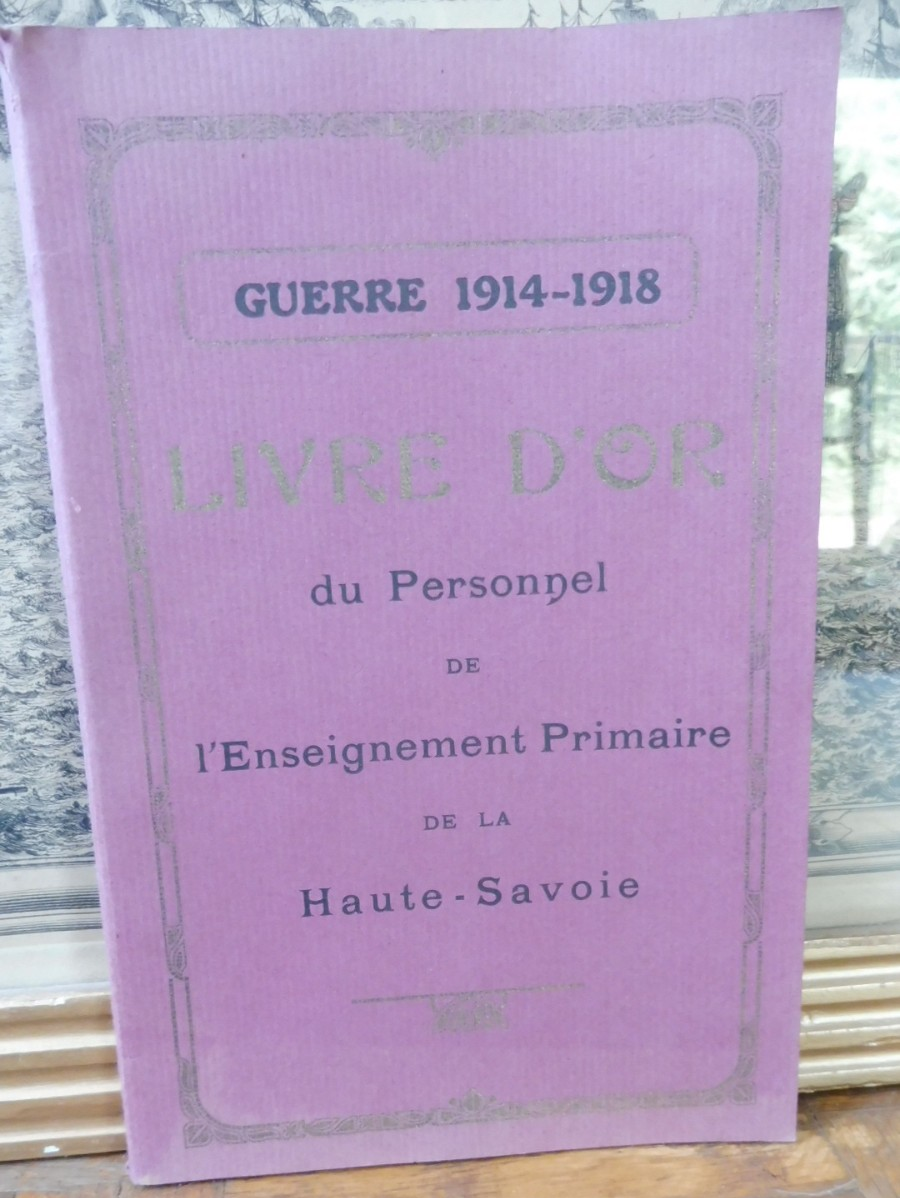 GUERRE 1914-1918
LIVRE D'OR
du Personnel
DE
l'Enseignement Primaire
DE LA
Haute-Savoie